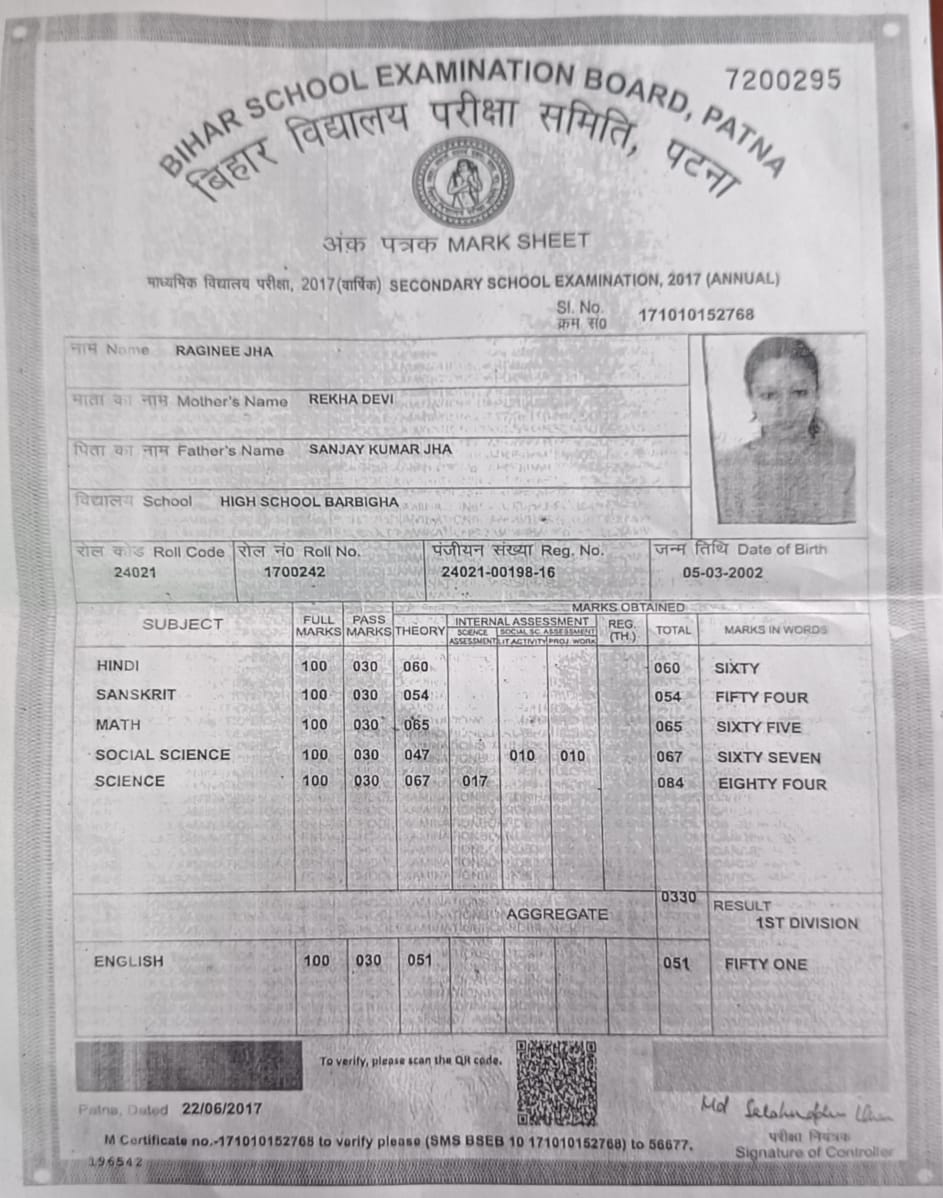 7200295
BIHAR SCHOOL EXAMINATION BOARD, PATNA
बिहार विद्यालय परीक्षा समिति, पटना
अंक पत्रक MARK SHEET
माध्यमिक विद्यालय परीक्षा, 2017(वार्षिक) SECONDARY SCHOOL EXAMINATION, 2017 (ANNUAL)
Sl. No. 171010152768
क्रम सं०
नाम Name RAGINEE JHA
माता का नाम Mother's Name REKHA DEVI
पिता का नाम Father's Name SANJAY KUMAR JHA
विद्यालय School HIGH SCHOOL BARBIGHA
रोल कोड Roll Code रोल नं० Roll No. पंजीयन संख्या Reg. No. जन्म तिथि Date of Birth
24021 1700242 24021-00198-16 05-03-2002
MARKS OBTAINED
SUBJECT FULL MARKS PASS MARKS THEORY INTERNAL ASSESSMENT REG. (TH.) TOTAL MARKS IN WORDS
SCIENCE ASSESSMENT SOCIAL SC. ASSESSMENT
LIT ACTIVITY PROJ. WORK
HINDI 100 030 060 060 SIXTY
SANSKRIT 100 030 054 054 FIFTY FOUR
MATH 100 030 065 065 SIXTY FIVE
SOCIAL SCIENCE 100 030 047 010 010 067 SIXTY SEVEN
SCIENCE 100 030 067 017 084 EIGHTY FOUR
AGGREGATE 0330 RESULT
1ST DIVISION
ENGLISH 100 030 051 051 FIFTY ONE
To verify, please scan the QR code.
Patna, Dated 22/06/2017
Md
परीक्षा नियंत्रक
Signature of Controller
M Certificate no.-171010152768 to verify please (SMS BSEB 10 171010152768) to 56677.
196542